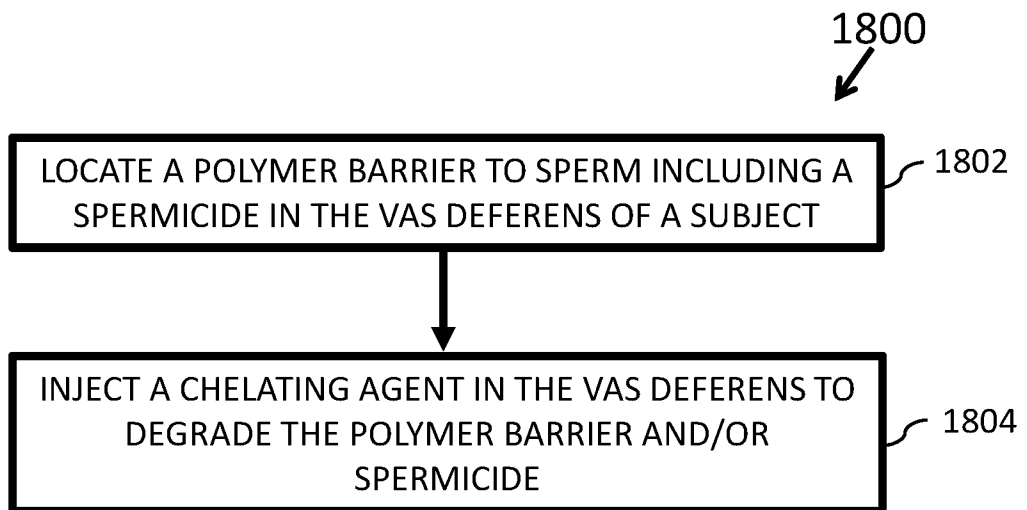 1800
LOCATE A POLYMER BARRIER TO SPERM INCLUDING A
SPERMICIDE IN THE VAS DEFERENS OF A SUBJECT
1802
INJECT A CHELATING AGENT IN THE VAS DEFERENS TO
DEGRADE THE POLYMER BARRIER AND/OR
SPERMICIDE
1804